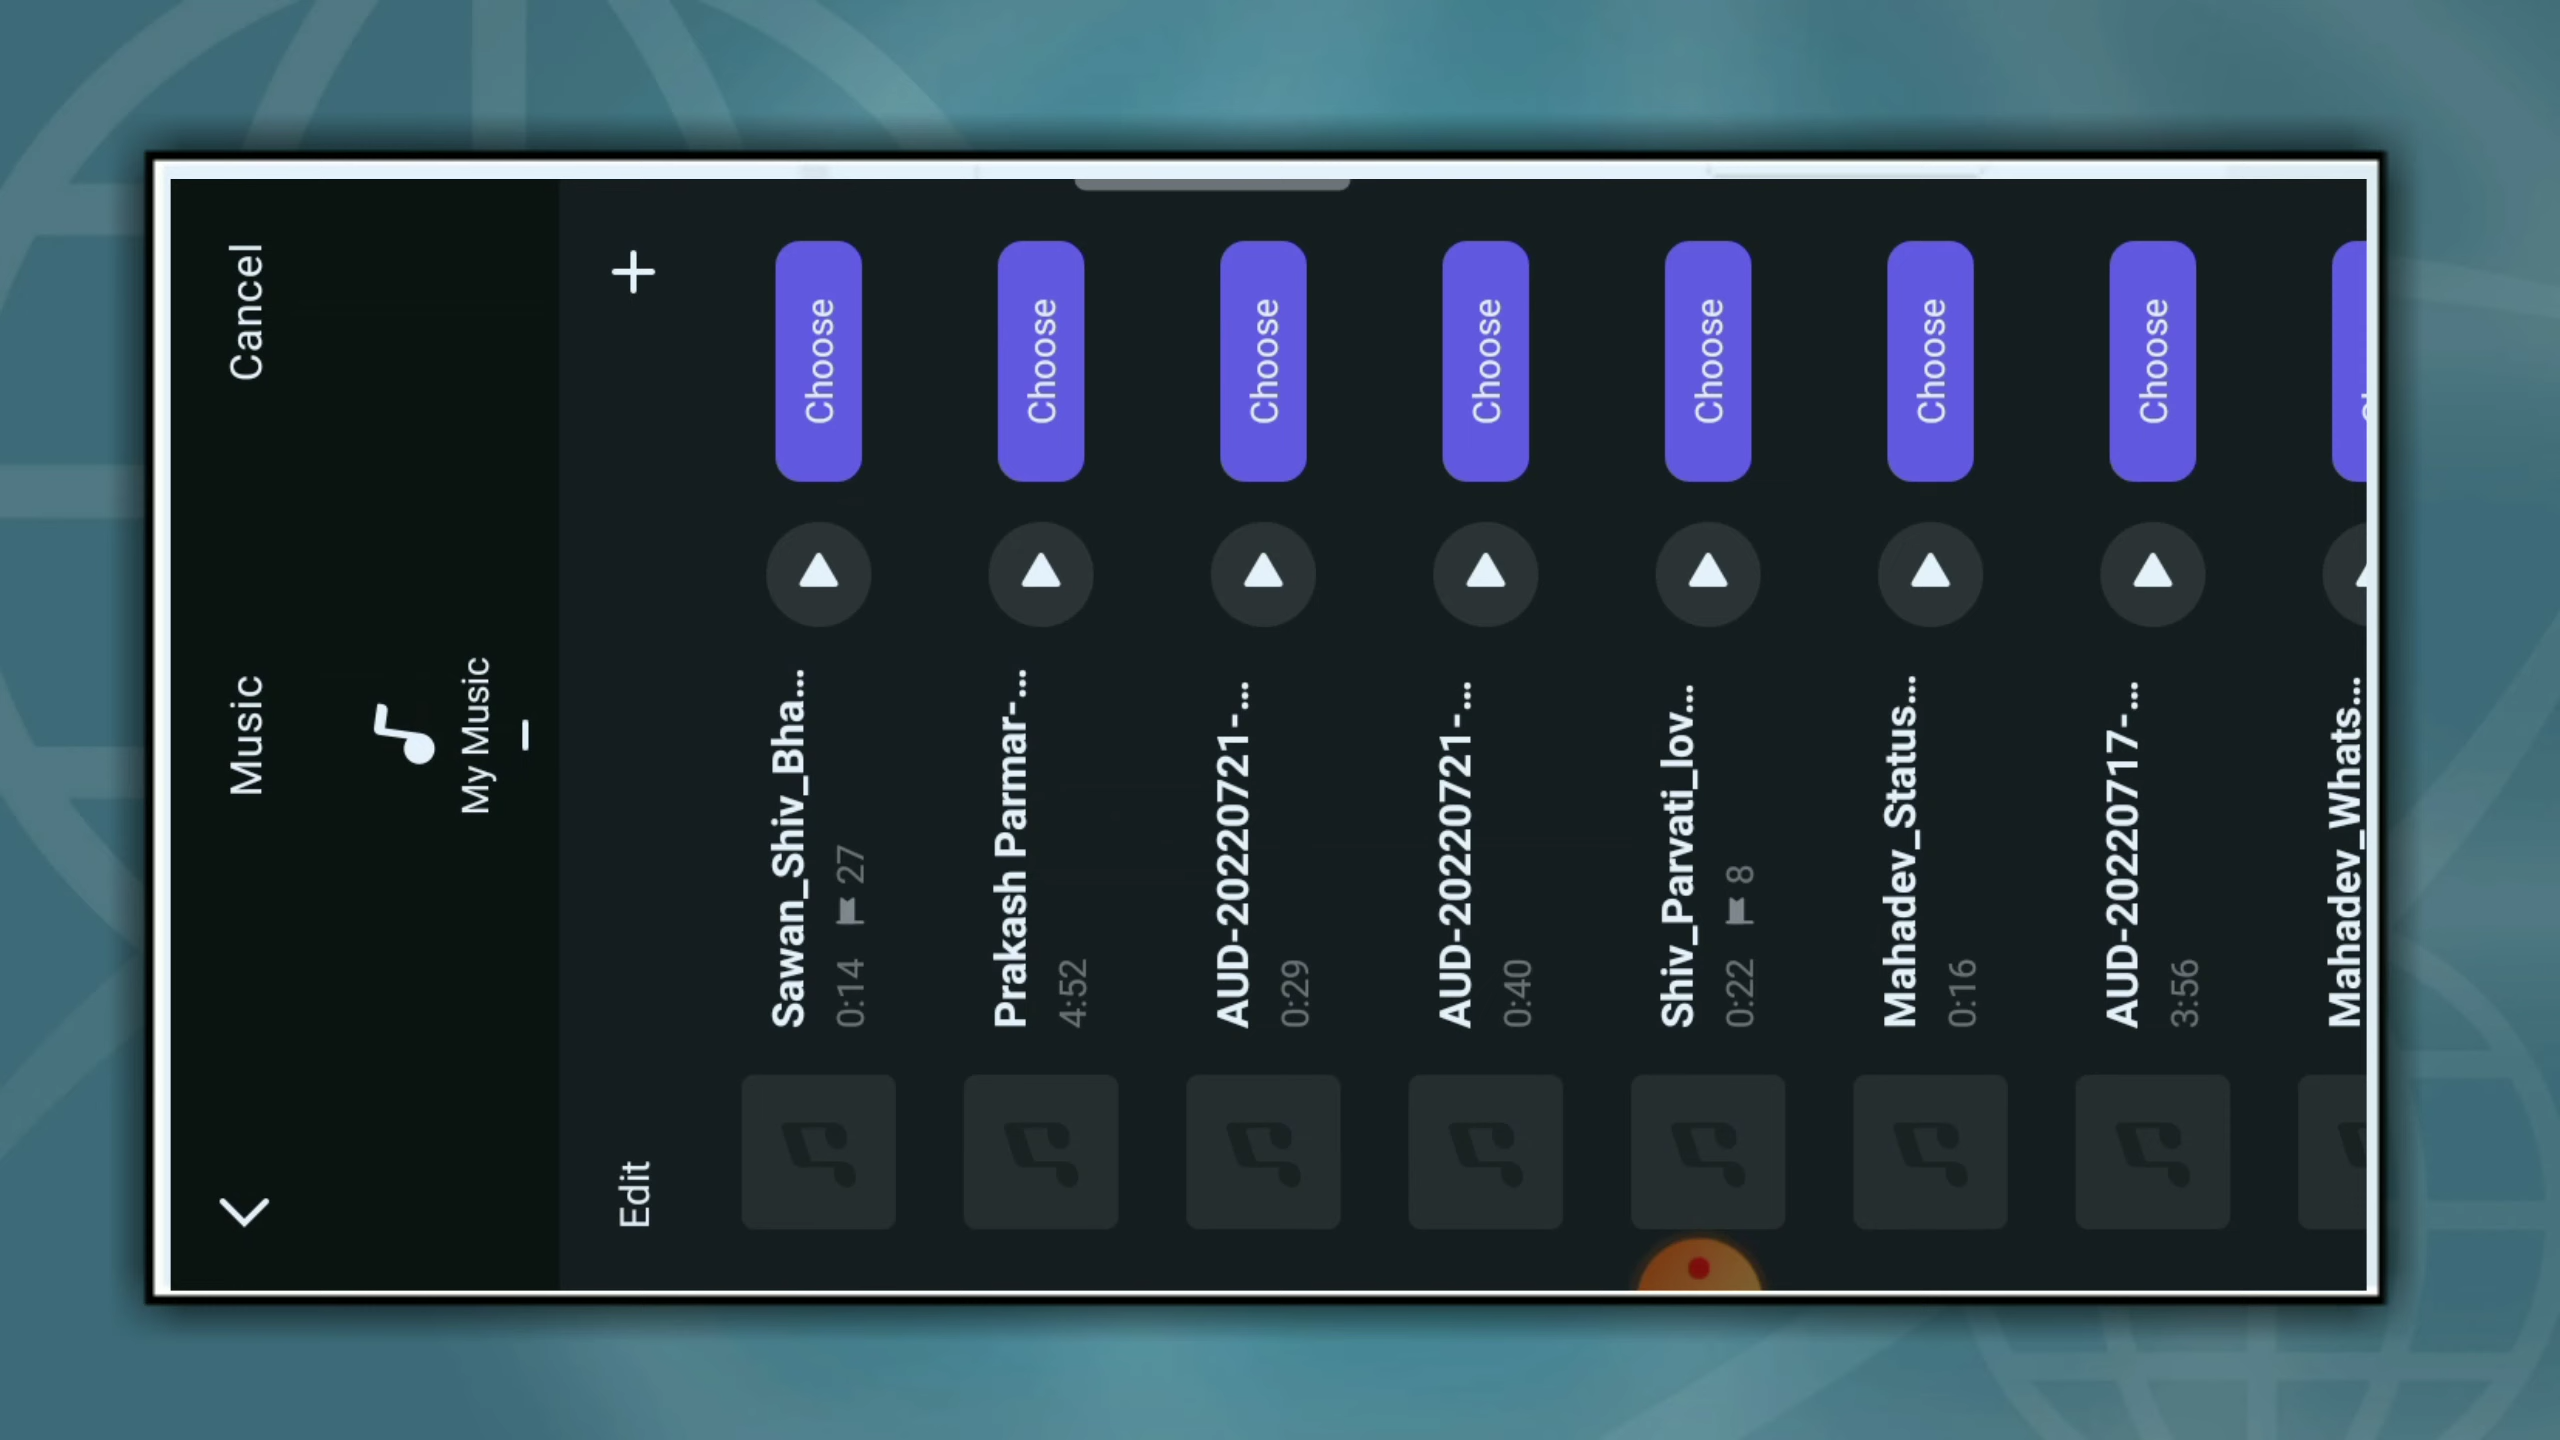 Music
Cancel
My Music
Edit
Sawan_Shiv_Bha...
0:14 27
Choose
Prakash Parmar-...
4:52
Choose
AUD-20220721-...
0:29
Choose
AUD-20220721-...
0:40
Choose
Shiv_Parvati_lov...
0:22 8
Choose
Mahadev_Status...
0:16
Choose
AUD-20220717-...
3:56
Choose
Mahadev_Whats...